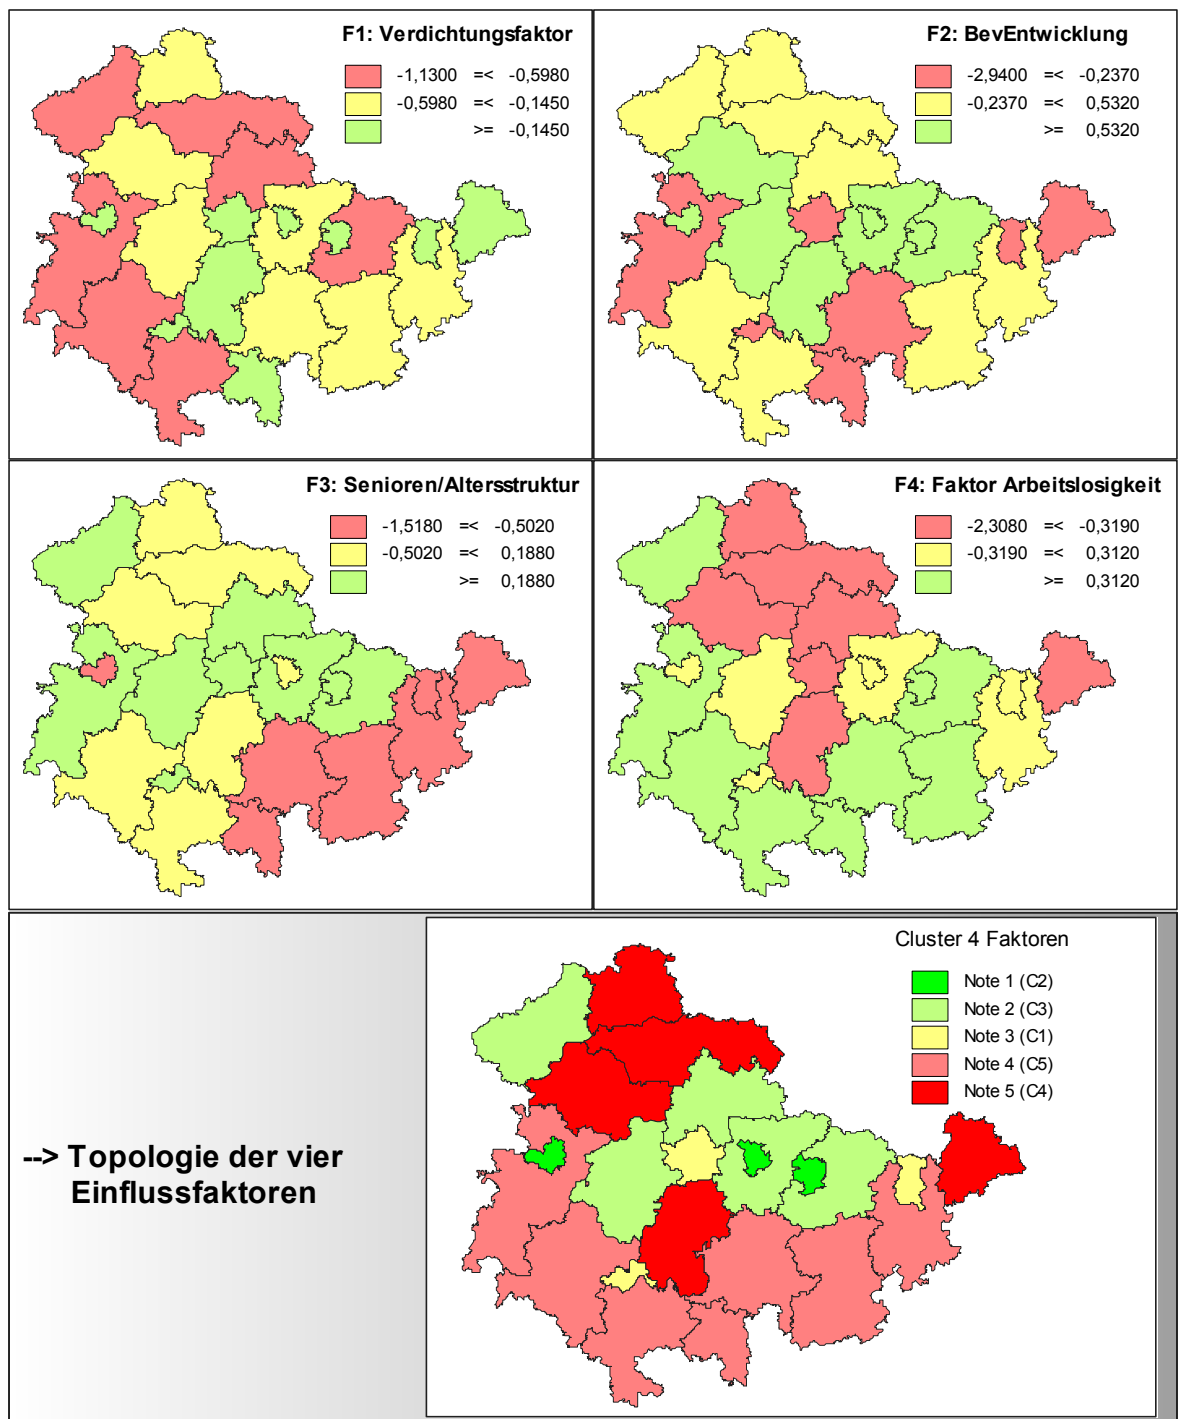 F1: Verdichtungsfaktor
-1,1300 =< -0,5980
-0,5980 =< -0,1450
>= -0,1450
F2: BevEntwicklung
-2,9400 =< -0,2370
-0,2370 =< 0,5320
>= 0,5320
F3: Senioren/Altersstruktur
-1,5180 =< -0,5020
-0,5020 =< 0,1880
>= 0,1880
F4: Faktor Arbeitslosigkeit
-2,3080 =< -0,3190
-0,3190 =< 0,3120
>= 0,3120
--> Topologie der vier
Einflussfaktoren
Cluster 4 Faktoren
Note 1 (C2)
Note 2 (C3)
Note 3 (C1)
Note 4 (C5)
Note 5 (C4)